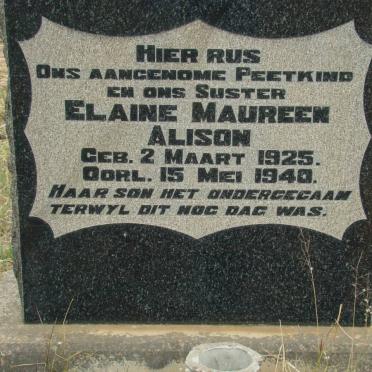 Hier rus
Ons aangenome Peetkind
en ons Suster
Elaine Maureen
Alison
Geb. 2 Maart 1925.
Oorl. 15 Mei 1940.
Haar son het ondergegaan
terwyl dit nog dag was.